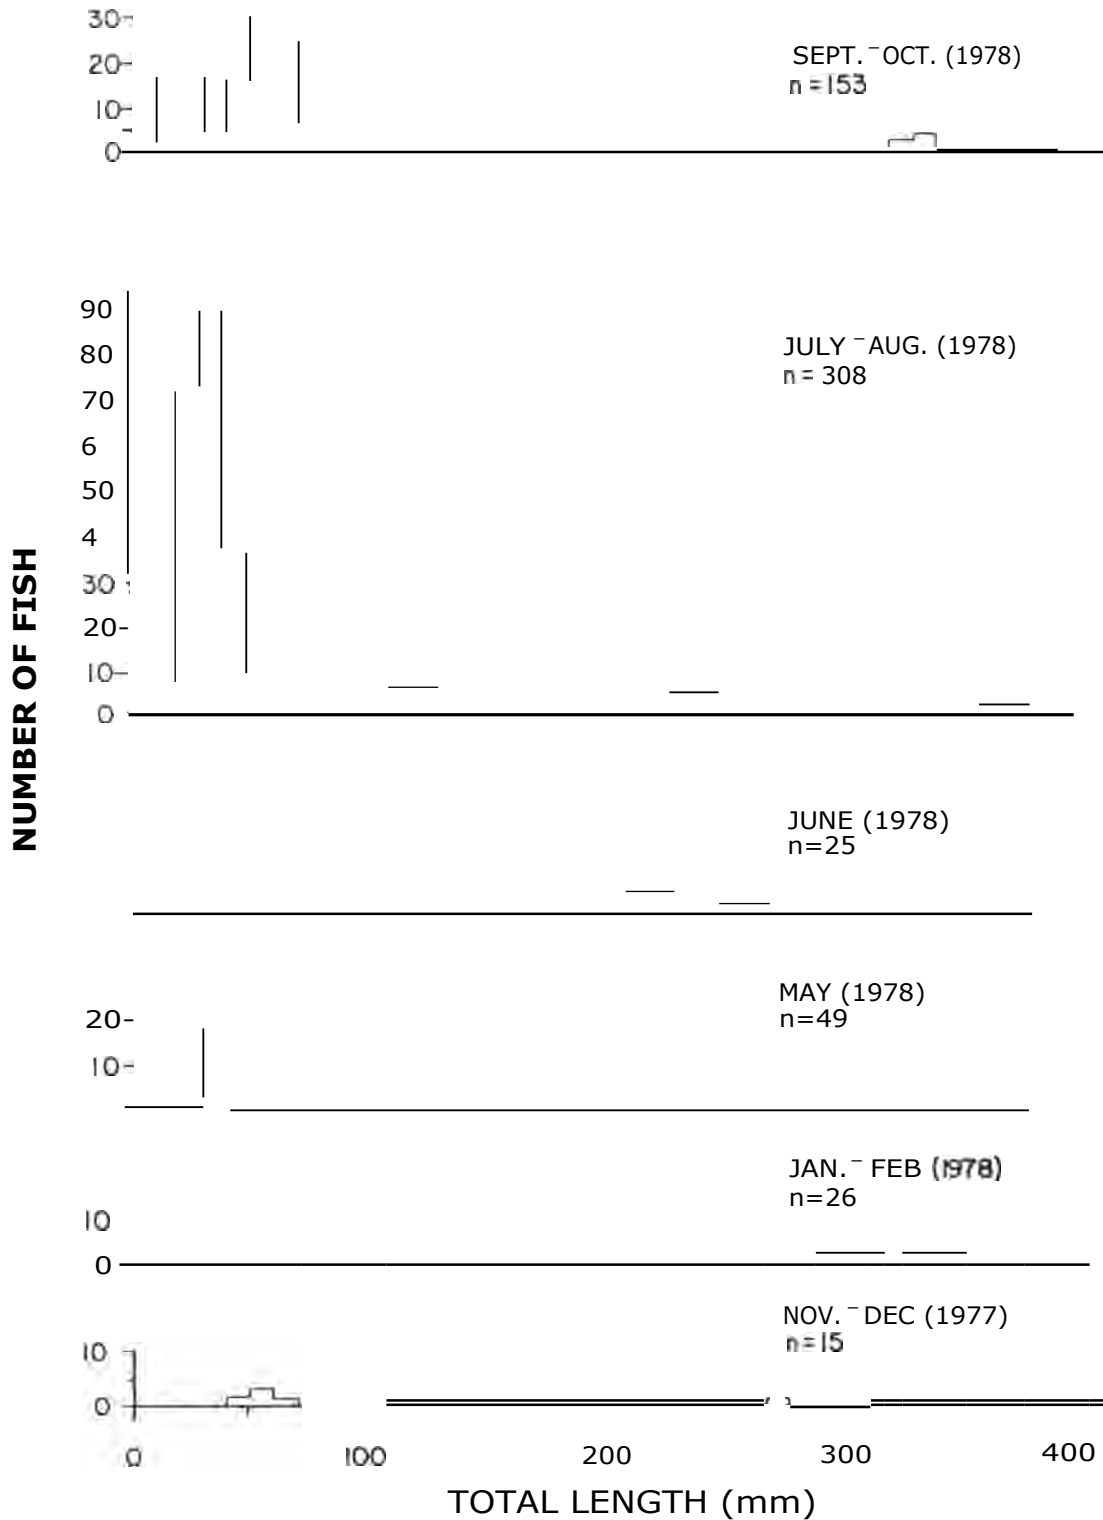 30
20
10
0
SEPT. – OCT. (1978)
n = 153
90
80
70
6
50
4
30
20-
10
0
JULY – AUG. (1978)
n = 308
NUMBER OF FISH
JUNE (1978)
n=25
20-
10
MAY (1978)
n=49
JAN. – FEB (1978)
n=26
10
0
NOV. – DEC (1977)
n = 15
10
0
0 100 200 300 400
TOTAL LENGTH (mm)